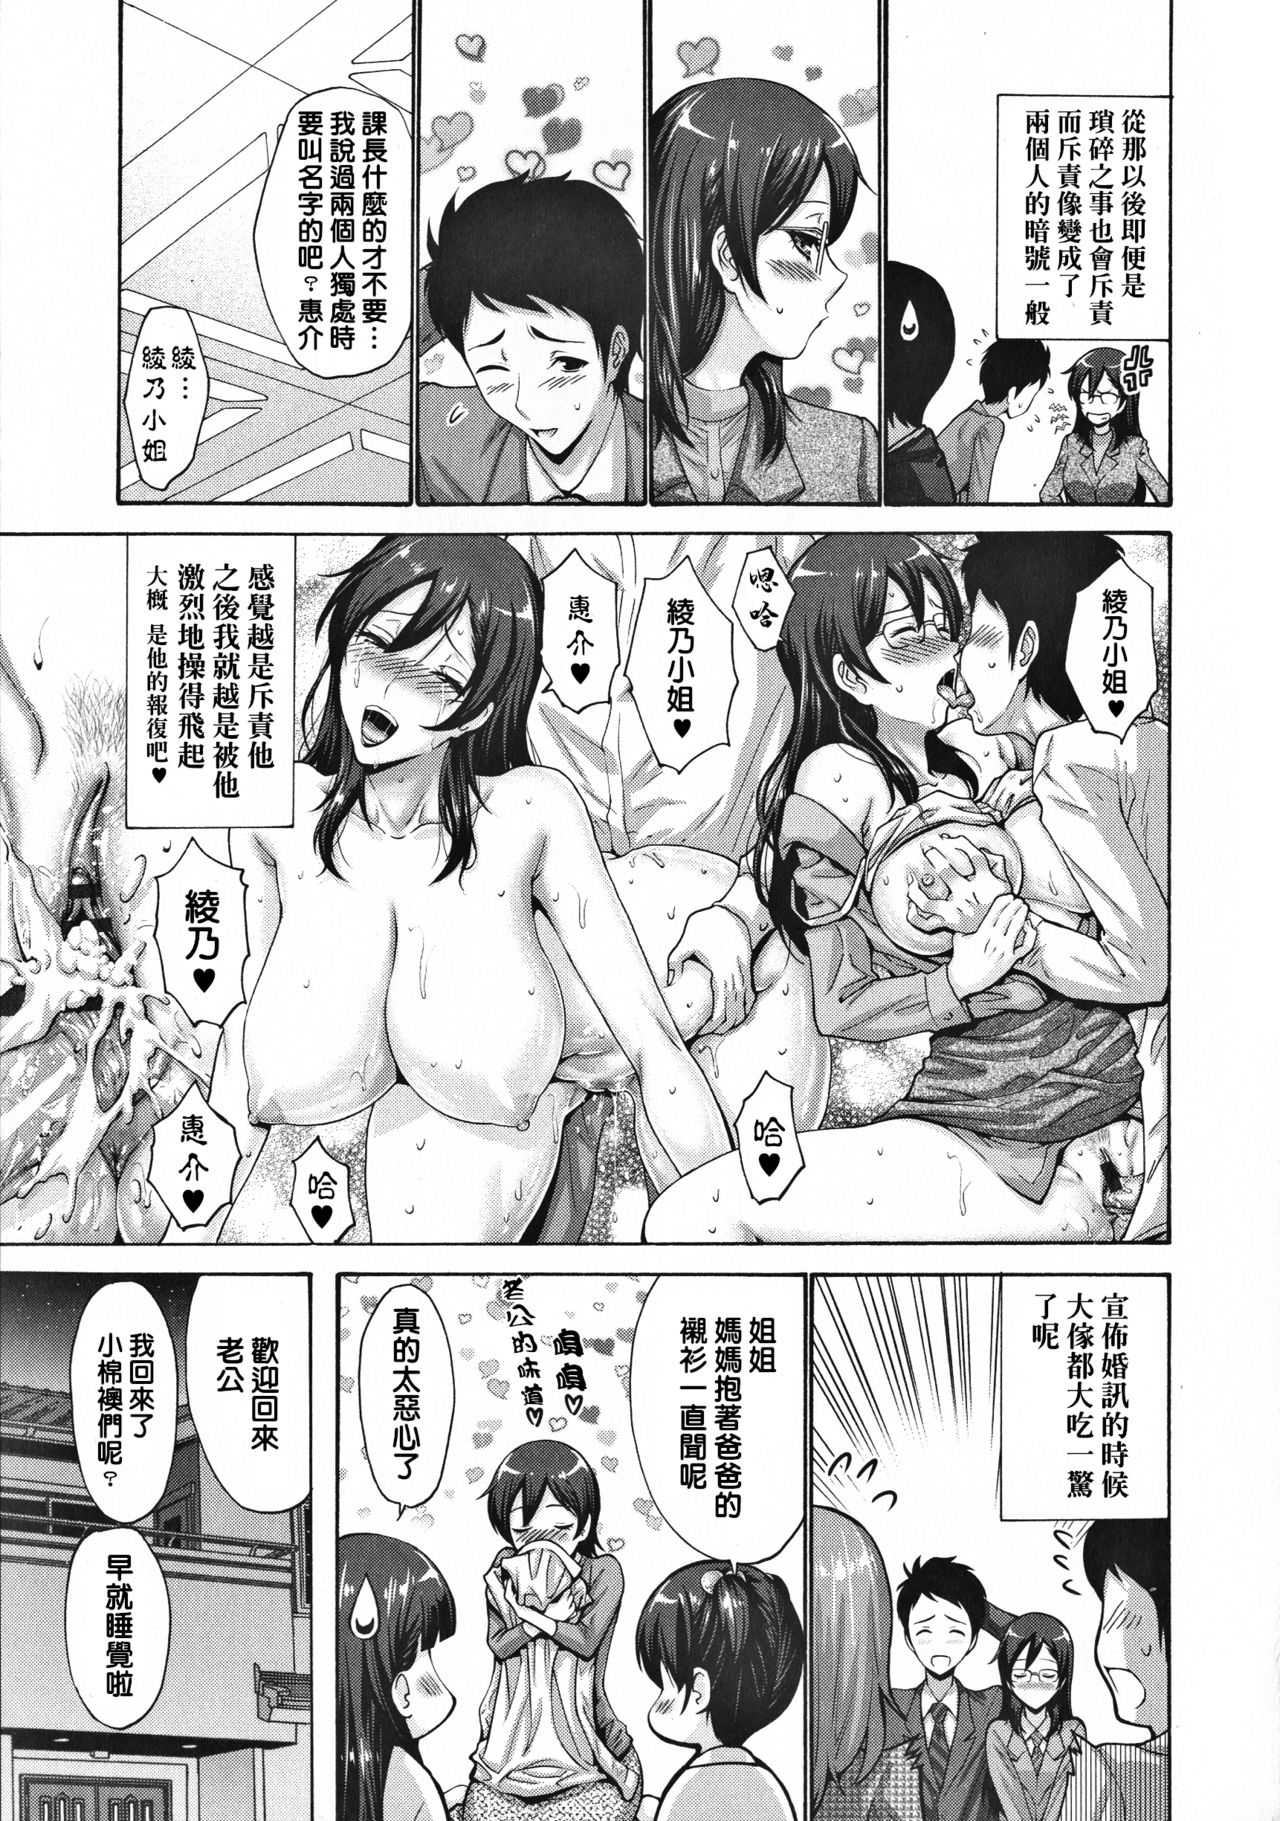 從那以後即便是
瑣碎之事也會斥責
而斥責像變成了
兩個人的暗號一般
課長什麼的才不要…
我說過兩個人獨處時
要叫名字的吧？惠介
綾…
綾乃小姐
綾乃小姐♥
嗯哈
綾乃小姐♥
惠介♥
哈♥
感覺越是斥責他
之後我就越是被他
激烈地操得飛起
大概 是他的報復吧♥
綾乃♥
哈♥
惠介♥
宣佈婚訊的時候
大傢都大吃一驚
了呢
姐姐
媽媽抱著爸爸的
襯衫一直聞呢
老公的味道♡
真的太惡心了
歡迎回來
老公
我回來了
小棉襖們呢？
早就睡覺啦